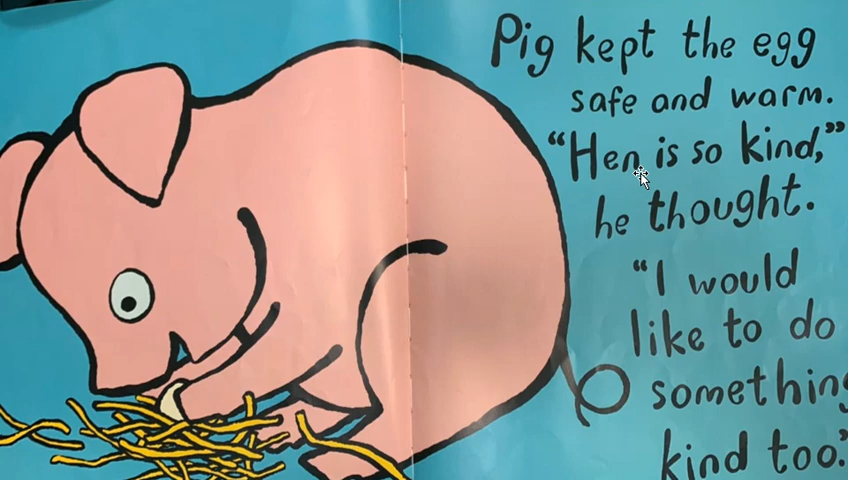 Pig kept the egg
safe and warm.
“Hen is so kind,”
he thought.
“I would
like to do
something
kind too.”